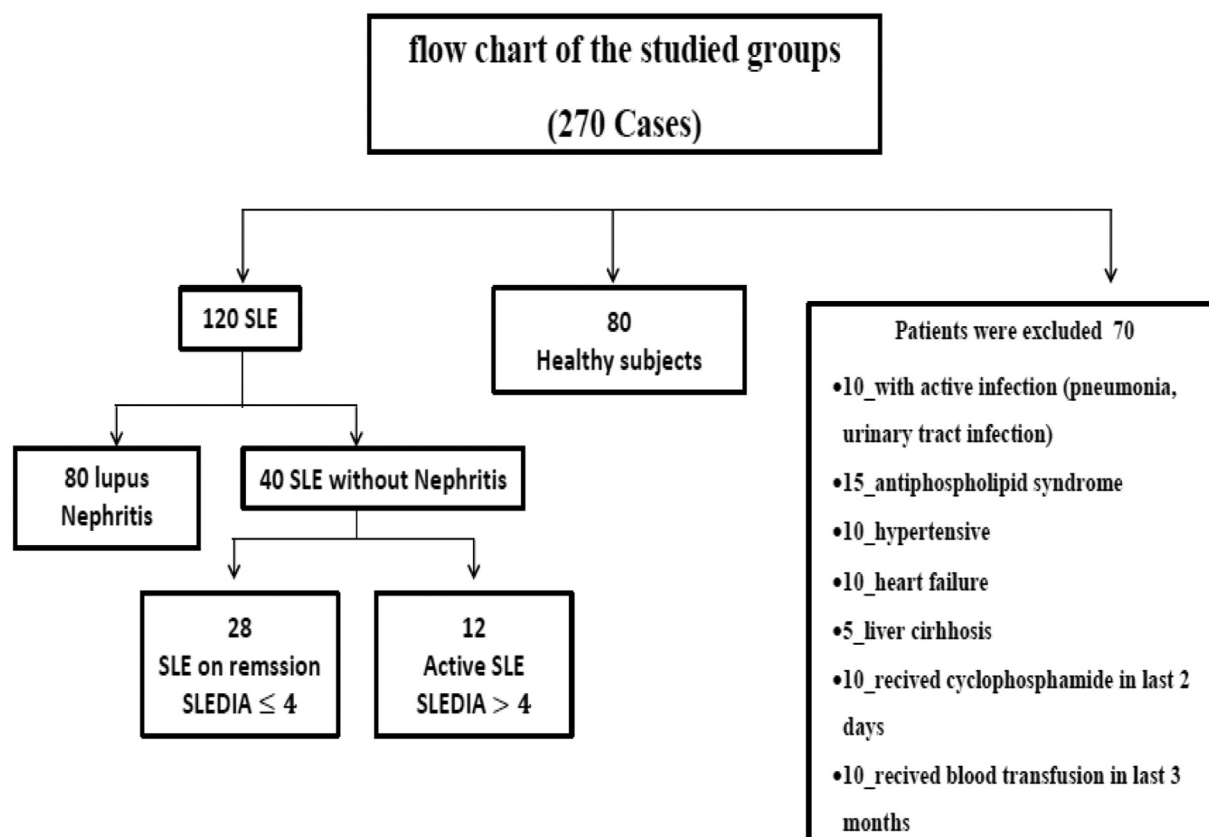 flow chart of the studied groups
(270 Cases)
120 SLE
80
Healthy subjects
Patients were excluded 70
•10_with active infection (pneumonia,
urinary tract infection)
•15_antiphospholipid syndrome
•10_hypertensive
•10_heart failure
•5_liver cirhhosis
•10_recived cyclophosphamide in last 2
days
•10_recived blood transfusion in last 3
months
80 lupus
Nephritis
40 SLE without Nephritis
28
SLE on remssion
SLEDIA ≤ 4
12
Active SLE
SLEDIA > 4